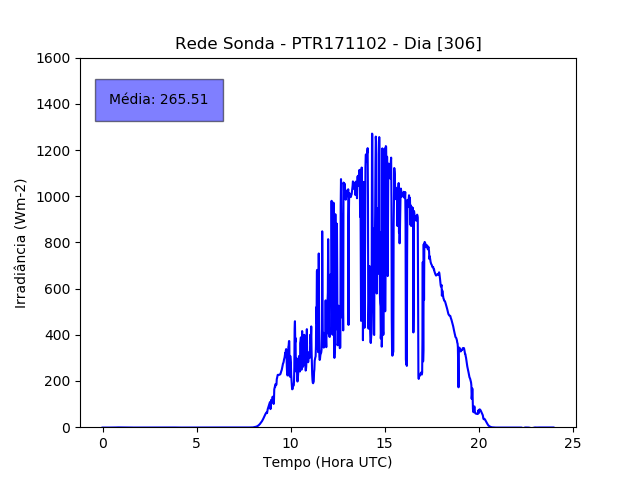 Rede Sonda - PTR171102 - Dia [306]
1600
1400
1200
1000
800
600
400
200
0
Média: 265.51
Irradiância (Wm-2)
0 5 10 15 20 25
Tempo (Hora UTC)